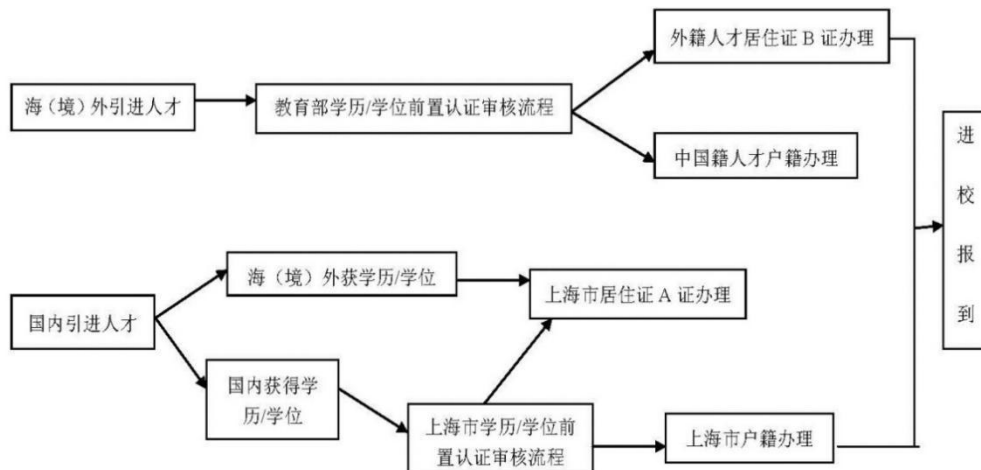 外籍人才居住证 B 证办理
海（境）外引进人才
教育部学历/学位前置认证审核流程
中国籍人才户籍办理
进
校
报
到
海（境）外获学历/学位
上海市居住证 A 证办理
国内引进人才
国内获得学
历/学位
上海市学历/学位前
置认证审核流程
上海市户籍办理